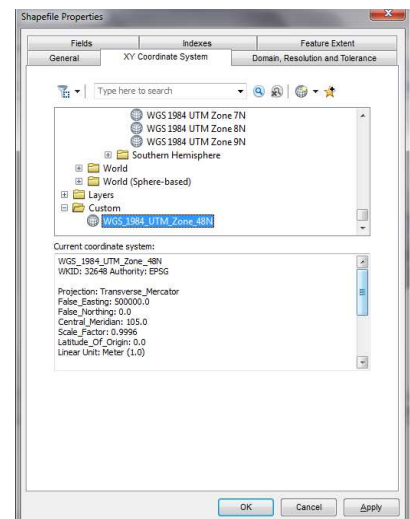 Shapefile Properties
Fields Indexes Feature Extent
General XY Coordinate System Domain, Resolution and Tolerance
Type here to search
WGS 1984 UTM Zone 7N
WGS 1984 UTM Zone 8N
WGS 1984 UTM Zone 9N
Southern Hemisphere
World
World (Sphere-based)
Layers
Custom
WGS_1984_UTM_Zone_48N
Current coordinate system:
WGS_1984_UTM_Zone_48N
WKID: 32648 Authority: EPSG
Projection: Transverse_Mercator
False_Easting: 500000.0
False_Northing: 0.0
Central_Meridian: 105.0
Scale_Factor: 0.9996
Latitude_Of_Origin: 0.0
Linear Unit: Meter (1.0)
OK Cancel Apply